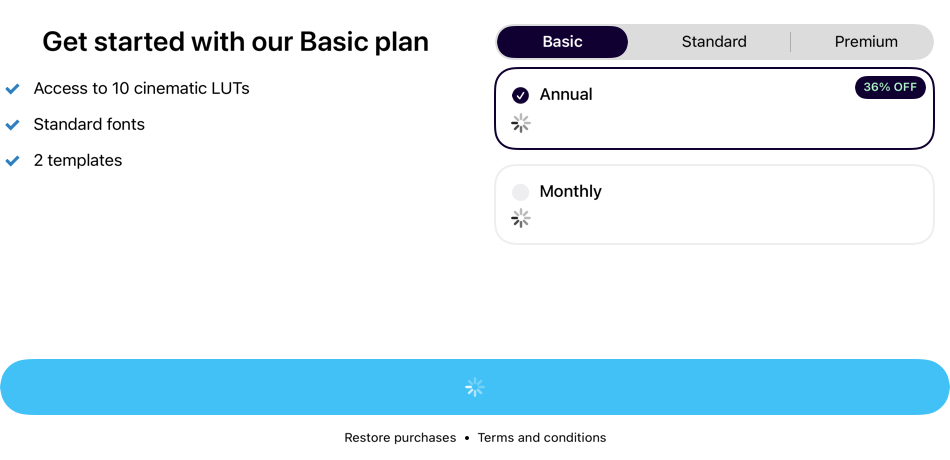 Get started with our Basic plan
Access to 10 cinematic LUTs
Standard fonts
2 templates
Basic
Standard
Premium
Annual
36% OFF
Monthly
Restore purchases • Terms and conditions